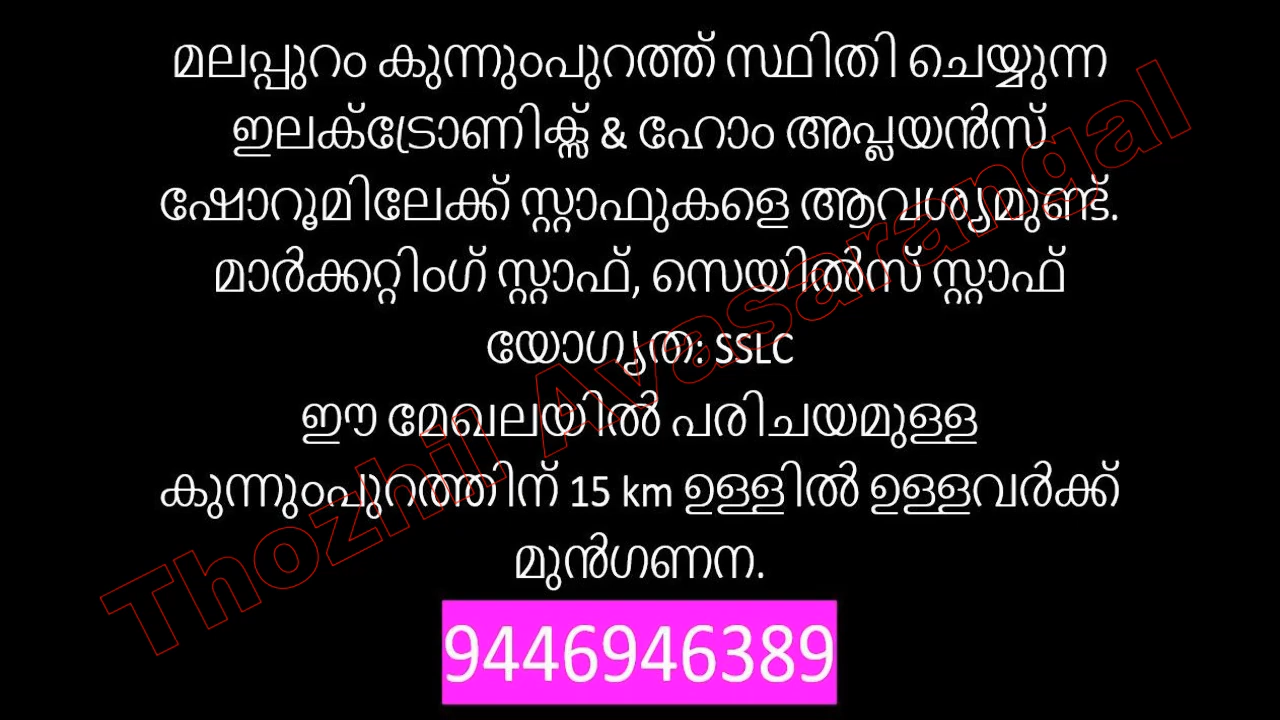 മലപ്പുറം കുന്നുംപുറത്ത് സ്ഥിതി ചെയ്യുന്ന
ഇലക്ട്രോണിക്സ് & ഹോം അപ്ലയൻസ്
ഷോറൂമിലേക്ക് സ്റ്റാഫുകളെ ആവശ്യമുണ്ട്.
മാർക്കറ്റിംഗ് സ്റ്റാഫ്, സെയിൽസ് സ്റ്റാഫ്
യോഗ്യത: SSLC
ഈ മേഖലയിൽ പരിചയമുള്ള
കുന്നുംപുറത്തിന് 15 km ഉള്ളിൽ ഉള്ളവർക്ക്
മുൻഗണന.
9446946389
Thozhil Avasarangal